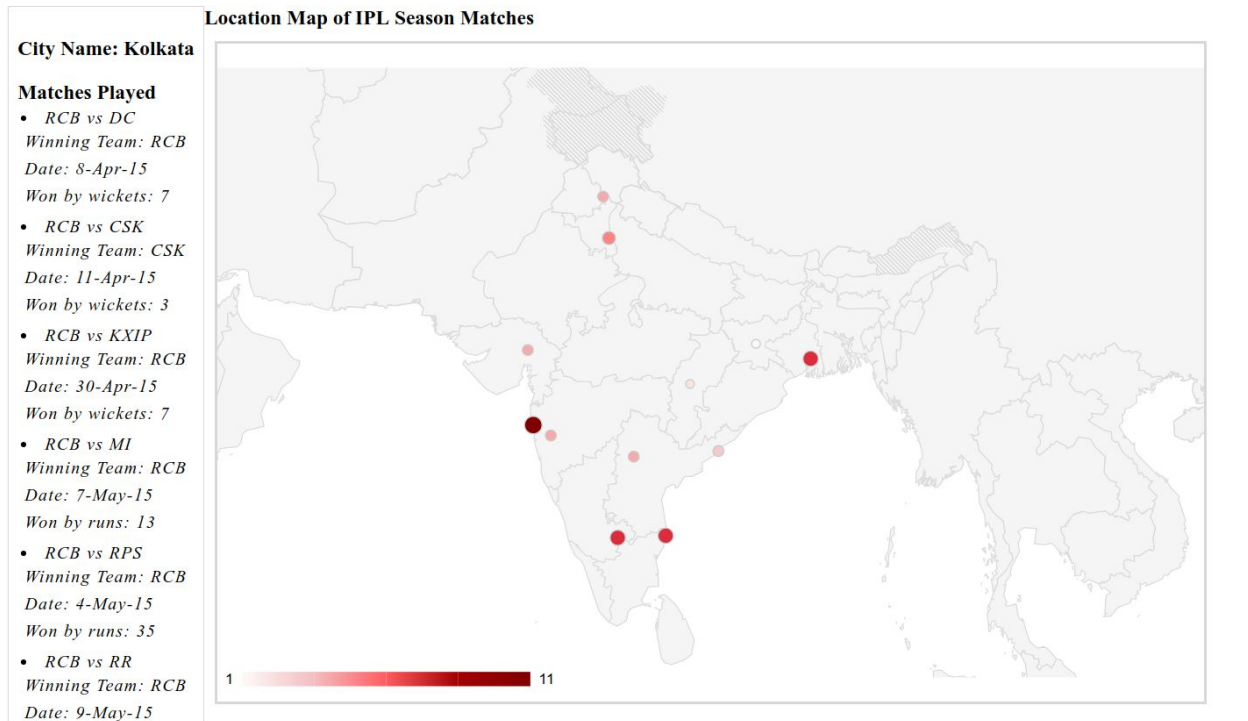 Location Map of IPL Season Matches
City Name: Kolkata
Matches Played
• RCB vs DC
Winning Team: RCB
Date: 8-Apr-15
Won by wickets: 7
• RCB vs CSK
Winning Team: CSK
Date: 11-Apr-15
Won by wickets: 3
• RCB vs KXIP
Winning Team: RCB
Date: 30-Apr-15
Won by wickets: 7
• RCB vs MI
Winning Team: RCB
Date: 7-May-15
Won by runs: 13
• RCB vs RPS
Winning Team: RCB
Date: 4-May-15
Won by runs: 35
• RCB vs RR
Winning Team: RCB
Date: 9-May-15
1
11